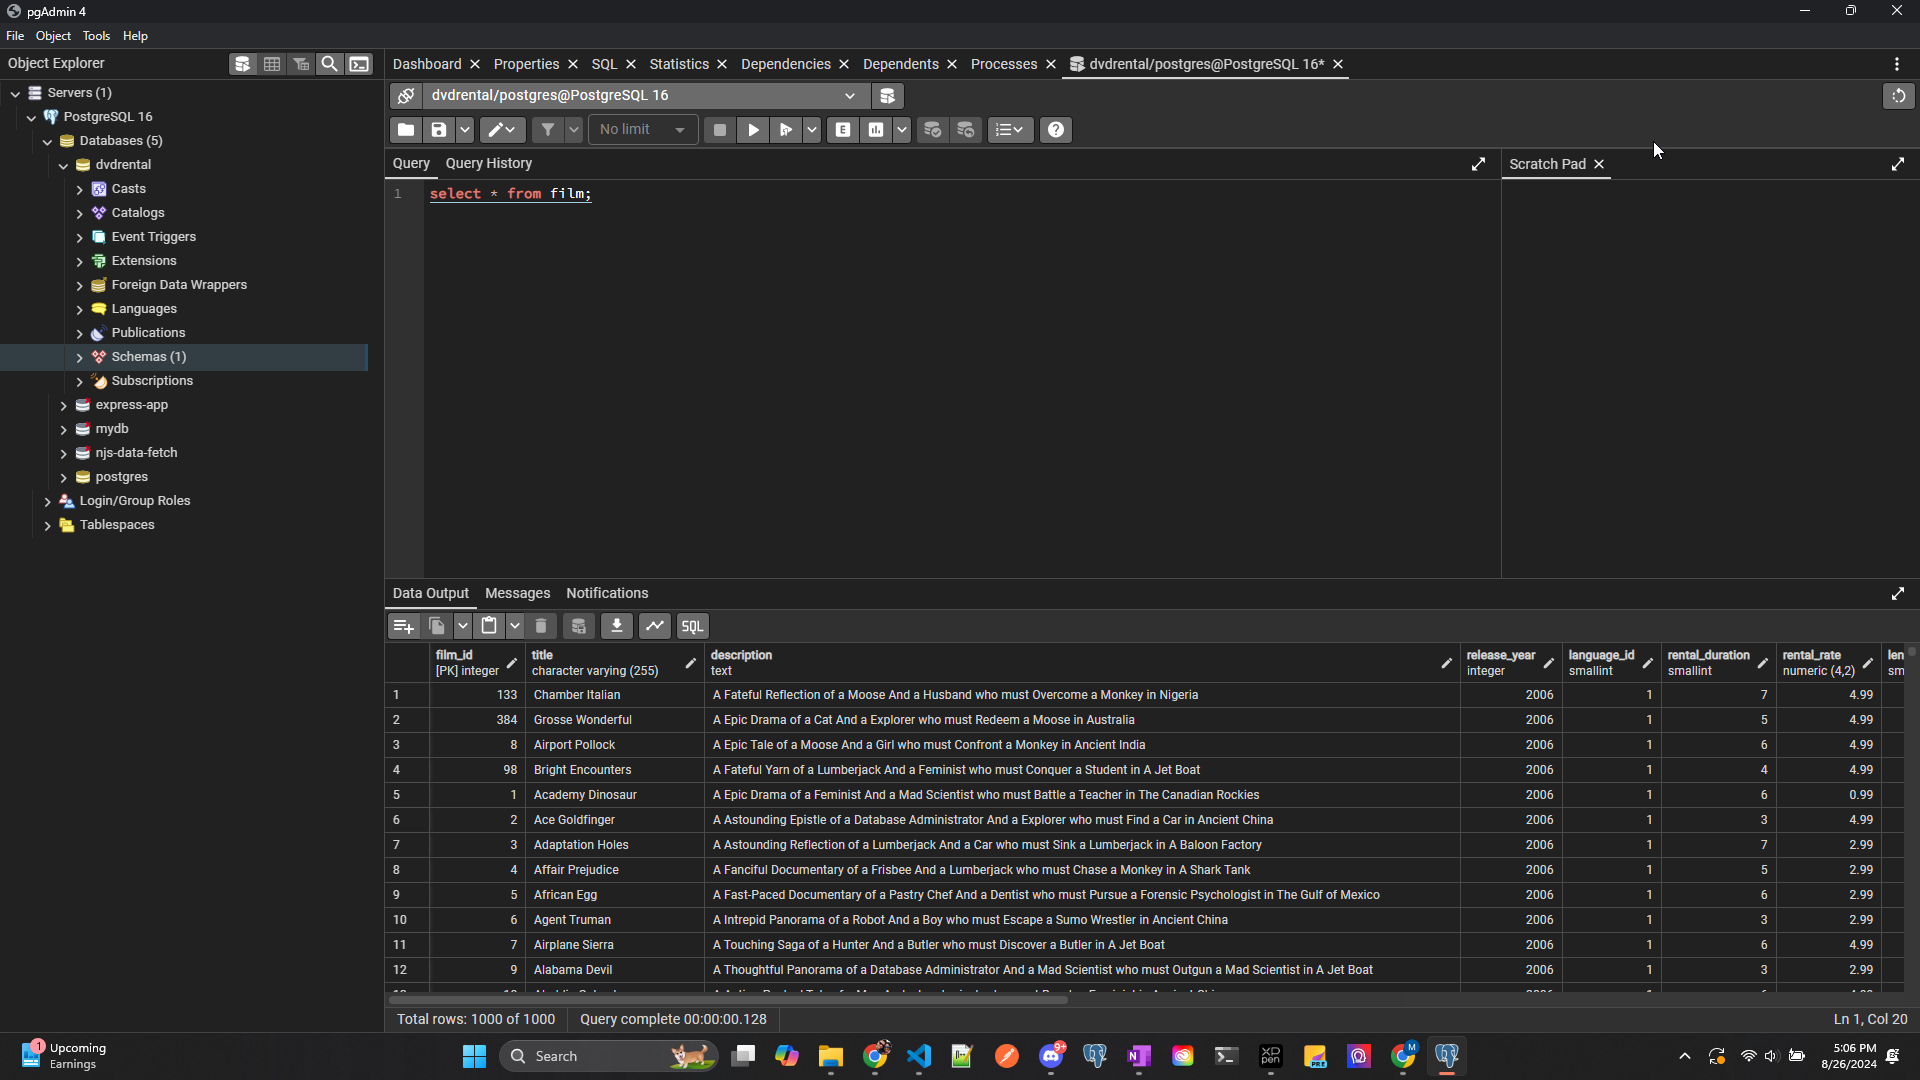 pgAdmin 4
File Object Tools Help
Object Explorer
Dashboard Properties SQL Statistics Dependencies Dependents Processes dvdrental/postgres@PostgreSQL 16*
Servers (1)
PostgreSQL 16
Databases (5)
dvdrental
Casts
Catalogs
Event Triggers
Extensions
Foreign Data Wrappers
Languages
Publications
Schemas (1)
Subscriptions
express-app
mydb
njs-data-fetch
postgres
Login/Group Roles
Tablespaces
dvdrental/postgres@PostgreSQL 16
No limit
E
Query Query History
Scratch Pad
1 select * from film;
Data Output Messages Notifications
SQL
film_id title description release_year language_id rental_duration rental_rate len
[PK] integer character varying (255) text integer smallint smallint numeric (4,2) sm
1 133 Chamber Italian A Fateful Reflection of a Moose And a Husband who must Overcome a Monkey in Nigeria 2006 1 7 4.99
2 384 Grosse Wonderful A Epic Drama of a Cat And a Explorer who must Redeem a Moose in Australia 2006 1 5 4.99
3 8 Airport Pollock A Epic Tale of a Moose And a Girl who must Confront a Monkey in Ancient India 2006 1 6 4.99
4 98 Bright Encounters A Fateful Yarn of a Lumberjack And a Feminist who must Conquer a Student in A Jet Boat 2006 1 4 4.99
5 1 Academy Dinosaur A Epic Drama of a Feminist And a Mad Scientist who must Battle a Teacher in The Canadian Rockies 2006 1 6 0.99
6 2 Ace Goldfinger A Astounding Epistle of a Database Administrator And a Explorer who must Find a Car in Ancient China 2006 1 3 4.99
7 3 Adaptation Holes A Astounding Reflection of a Lumberjack And a Car who must Sink a Lumberjack in A Baloon Factory 2006 1 7 2.99
8 4 Affair Prejudice A Fanciful Documentary of a Frisbee And a Lumberjack who must Chase a Monkey in A Shark Tank 2006 1 5 2.99
9 5 African Egg A Fast-Paced Documentary of a Pastry Chef And a Dentist who must Pursue a Forensic Psychologist in The Gulf of Mexico 2006 1 6 2.99
10 6 Agent Truman A Intrepid Panorama of a Robot And a Boy who must Escape a Sumo Wrestler in Ancient China 2006 1 3 2.99
11 7 Airplane Sierra A Touching Saga of a Hunter And a Butler who must Discover a Butler in A Jet Boat 2006 1 6 4.99
12 9 Alabama Devil A Thoughtful Panorama of a Database Administrator And a Mad Scientist who must Outgun a Mad Scientist in A Jet Boat 2006 1 3 2.99
Total rows: 1000 of 1000 Query complete 00:00:00.128 Ln 1, Col 20
1 Upcoming
Earnings
Search
9+
XP
PEN
PRE
M
5:06 PM
8/26/2024